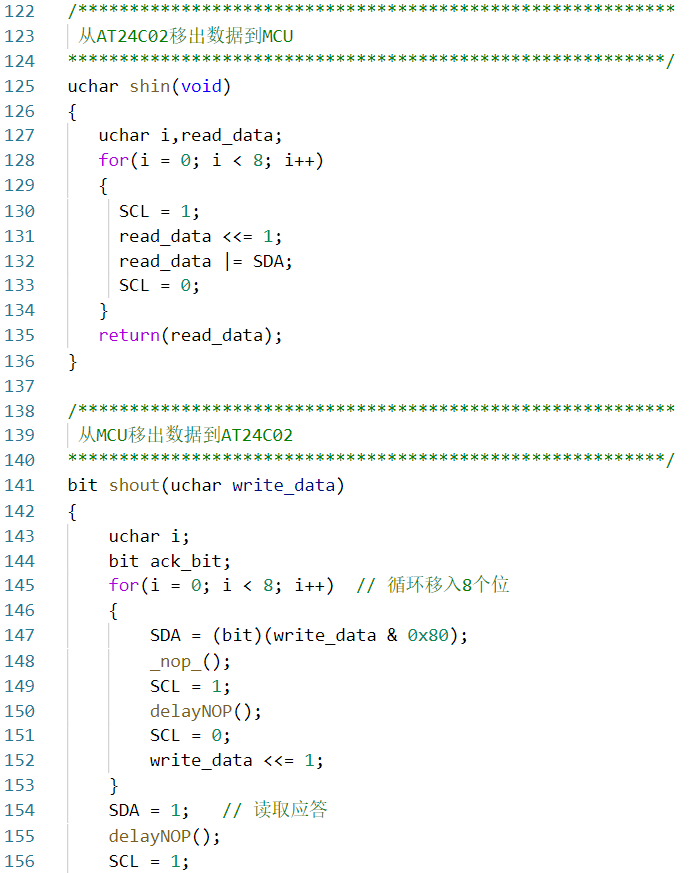 122 /**********************************************************
123 从AT24C02移出数据到MCU
124 **********************************************************/
125 uchar shin(void)
126 {
127 uchar i,read_data;
128 for(i = 0; i < 8; i++)
129 {
130 SCL = 1;
131 read_data <<= 1;
132 read_data |= SDA;
133 SCL = 0;
134 }
135 return(read_data);
136 }
137
138 /**********************************************************
139 从MCU移出数据到AT24C02
140 **********************************************************/
141 bit shout(uchar write_data)
142 {
143 uchar i;
144 bit ack_bit;
145 for(i = 0; i < 8; i++) // 循环移入8个位
146 {
147 SDA = (bit)(write_data & 0x80);
148 _nop_();
149 SCL = 1;
150 delayNOP();
151 SCL = 0;
152 write_data <<= 1;
153 }
154 SDA = 1; // 读取应答
155 delayNOP();
156 SCL = 1;